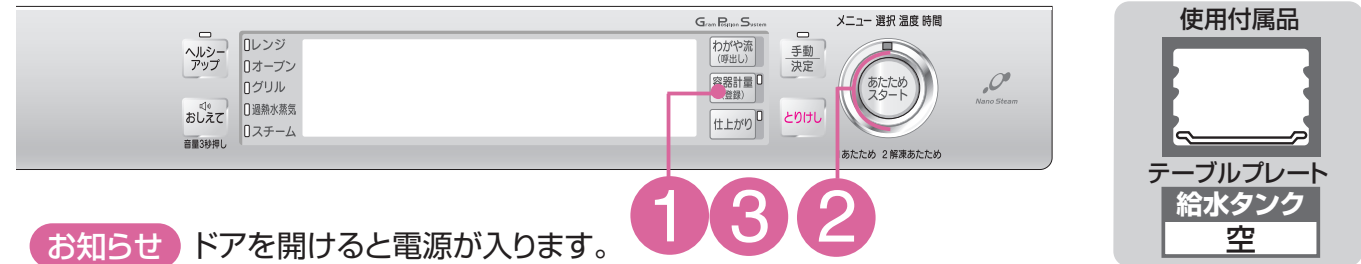 Gram Position System
メニュー 選択 温度 時間
ヘルシー
アップ
レンジ
オーブン
グリル
過熱水蒸気
スチーム
おしえて
音量3秒押し
わがや流
(呼出し)
容器計量
(登録)
仕上がり
手動
決定
とりけし
あたため
スタート
Nano Steam
あたため 2 解凍あたため
1 3 2
お知らせ ドアを開けると電源が入ります。
使用付属品
テーブルプレート
給水タンク
空